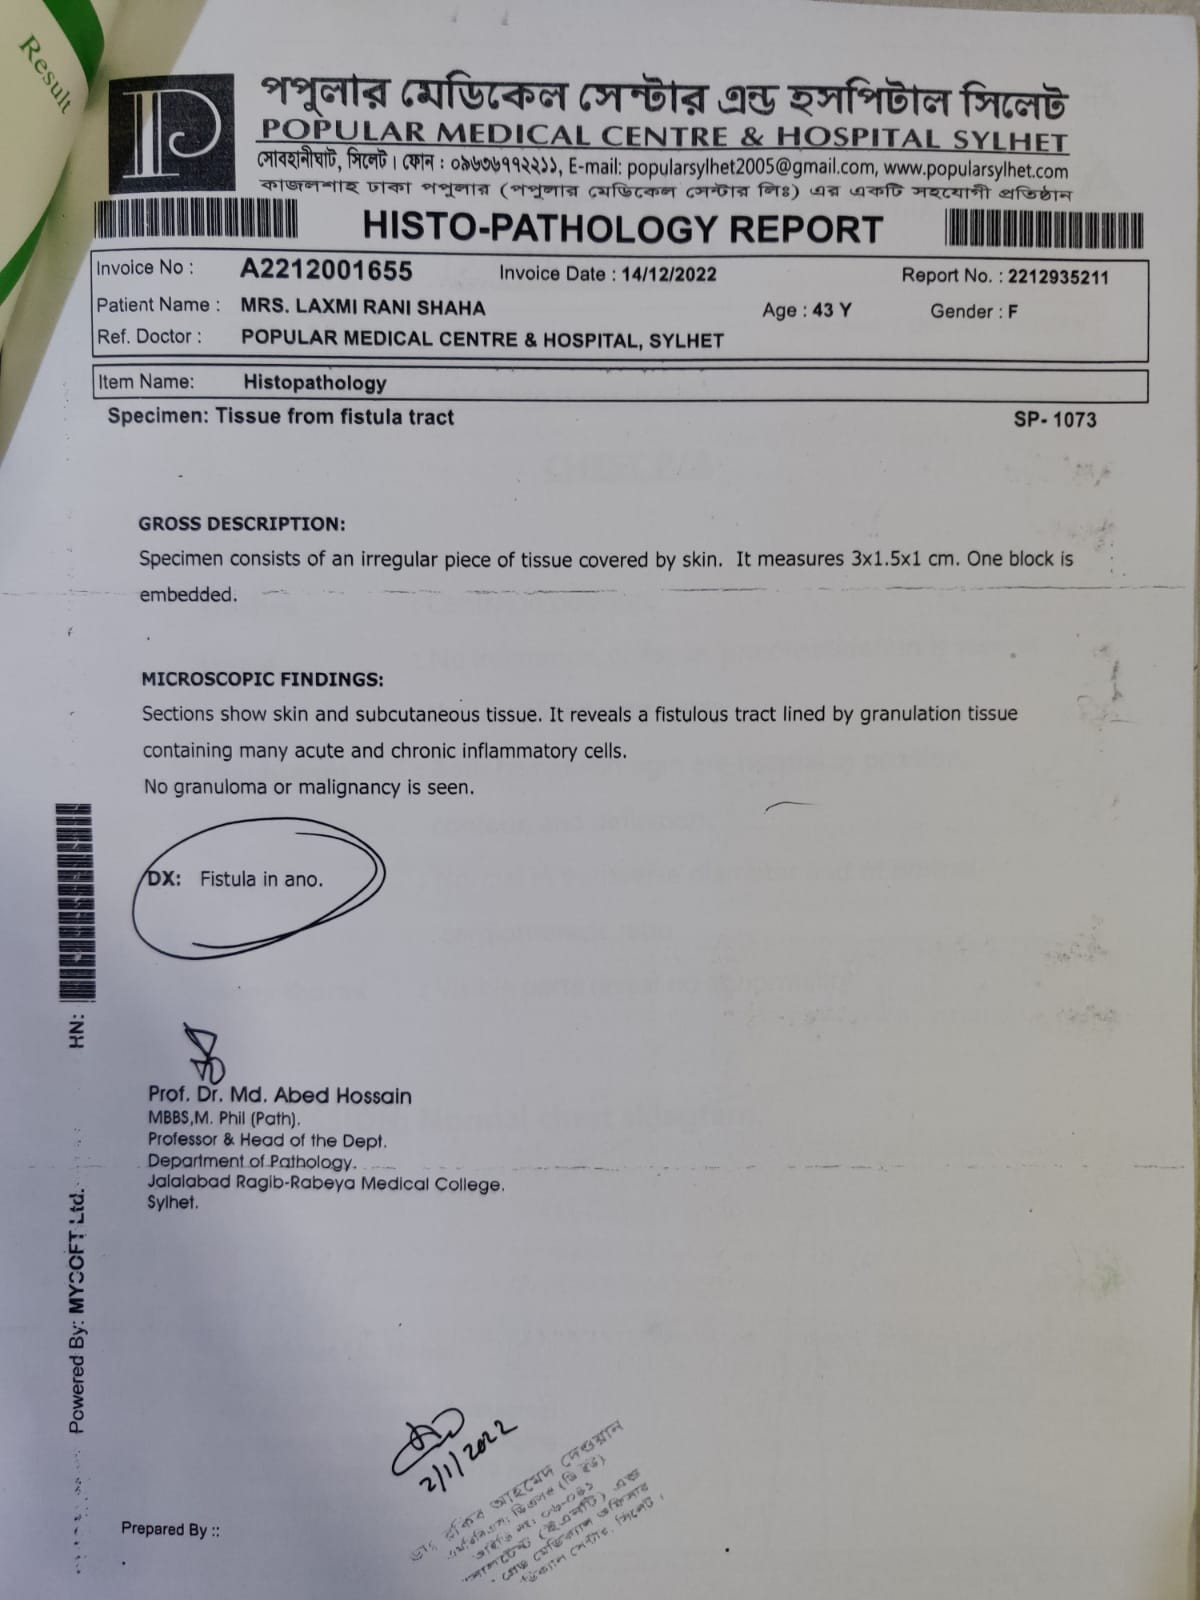 Result
পপুলার মেডিকেল সেন্টার এন্ড হসপিটাল সিলেট
POPULAR MEDICAL CENTRE & HOSPITAL SYLHET
সোবহানীঘাট, সিলেট। ফোন : ০৯৬৩৬৭৭২২১১, E-mail: popularsylhet2005@gmail.com, www.popularsylhet.com
কাজলশাহ ঢাকা পপুলার (পপুলার মেডিকেল সেন্টার লিঃ) এর একটি সহযোগী প্রতিষ্ঠান
HISTO-PATHOLOGY REPORT
Invoice No : A2212001655 Invoice Date : 14/12/2022 Report No. : 2212935211
Patient Name : MRS. LAXMI RANI SHAHA Age : 43 Y Gender : F
Ref. Doctor : POPULAR MEDICAL CENTRE & HOSPITAL, SYLHET
Item Name: Histopathology
Specimen: Tissue from fistula tract SP- 1073
GROSS DESCRIPTION:
Specimen consists of an irregular piece of tissue covered by skin. It measures 3x1.5x1 cm. One block is
embedded.
MICROSCOPIC FINDINGS:
Sections show skin and subcutaneous tissue. It reveals a fistulous tract lined by granulation tissue
containing many acute and chronic inflammatory cells.
No granuloma or malignancy is seen.
DX: Fistula in ano.
Prof. Dr. Md. Abed Hossain
MBBS,M. Phil (Path).
Professor & Head of the Dept.
Department of Pathology.
Jalalabad Ragib-Rabeya Medical College.
Sylhet.
HN:
Powered By: MYSOFT Ltd.
2/1/2022
ডাঃ রকিব আহমেদ দেওয়ান
সেন্টার, সিলেট।
Prepared By ::